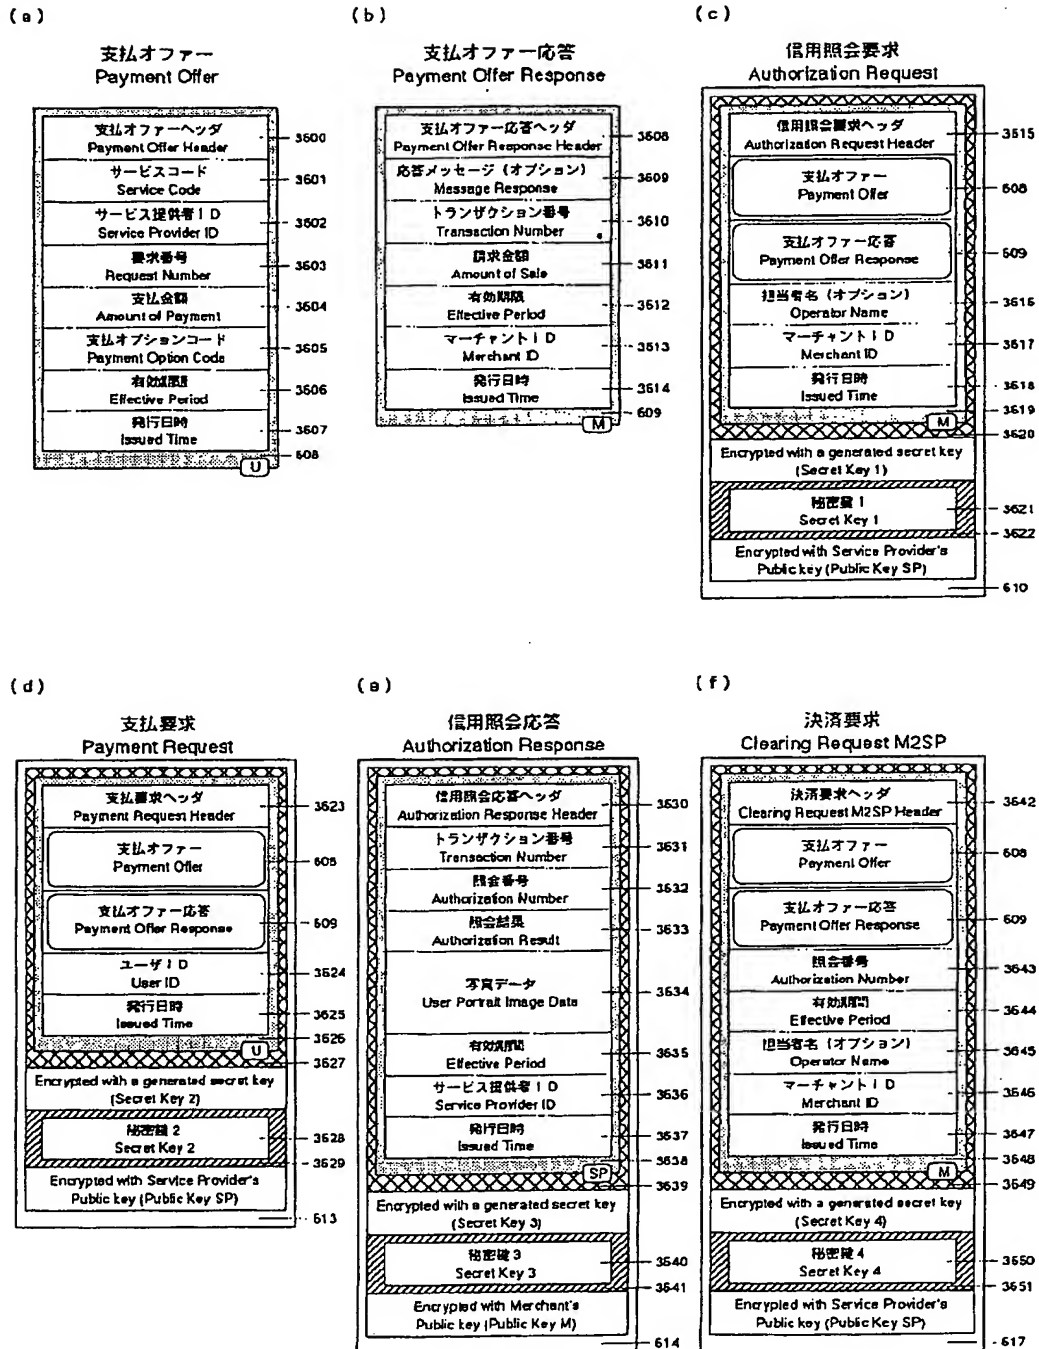 (a)
支払オファー
Payment Offer
支払オファーヘッダ
Payment Offer Header
3600
サービスコード
Service Code
3601
サービス提供者ID
Service Provider ID
3602
要求番号
Request Number
3603
支払金額
Amount of Payment
3604
支払オプションコード
Payment Option Code
3605
有効期限
Effective Period
3606
発行日時
Issued Time
3607
608
U
(b)
支払オファー応答
Payment Offer Response
支払オファー応答ヘッダ
Payment Offer Response Header
3608
応答メッセージ(オプション)
Message Response
3609
トランザクション番号
Transaction Number
3610
請求金額
Amount of Sale
3611
有効期限
Effective Period
3612
マーチャントID
Merchant ID
3613
発行日時
Issued Time
3614
609
M
(c)
信用照会要求
Authorization Request
信用照会要求ヘッダ
Authorization Request Header
3615
支払オファー
Payment Offer
608
支払オファー応答
Payment Offer Response
609
担当者名(オプション)
Operator Name
3616
マーチャントID
Merchant ID
3617
発行日時
Issued Time
3618
3619
M
3620
Encrypted with a generated secret key
(Secret Key 1)
秘密鍵1
Secret Key 1
3621
3622
Encrypted with Service Provider's
Public key (Public Key SP)
610
(d)
支払要求
Payment Request
支払要求ヘッダ
Payment Request Header
3623
支払オファー
Payment Offer
608
支払オファー応答
Payment Offer Response
609
ユーザID
User ID
3624
発行日時
Issued Time
3625
3626
U
3627
Encrypted with a generated secret key
(Secret Key 2)
秘密鍵2
Secret Key 2
3628
3629
Encrypted with Service Provider's
Public key (Public Key SP)
613
(e)
信用照会応答
Authorization Response
信用照会応答ヘッダ
Authorization Response Header
3630
トランザクション番号
Transaction Number
3631
照会番号
Authorization Number
3632
照会結果
Authorization Result
3633
写真データ
User Portrait Image Data
3634
有効期間
Effective Period
3635
サービス提供者ID
Service Provider ID
3636
発行日時
Issued Time
3637
3638
SP
3639
Encrypted with a generated secret key
(Secret Key 3)
秘密鍵3
Secret Key 3
3640
3641
Encrypted with Merchant's
Public key (Public Key M)
614
(f)
決済要求
Clearing Request M2SP
決済要求ヘッダ
Clearing Request M2SP Header
3642
支払オファー
Payment Offer
608
支払オファー応答
Payment Offer Response
609
照会番号
Authorization Number
3643
有効期間
Effective Period
3644
担当者名(オプション)
Operator Name
3645
マーチャントID
Merchant ID
3646
発行日時
Issued Time
3647
3648
M
3649
Encrypted with a generated secret key
(Secret Key 4)
秘密鍵4
Secret Key 4
3650
3651
Encrypted with Service Provider's
Public key (Public Key SP)
617